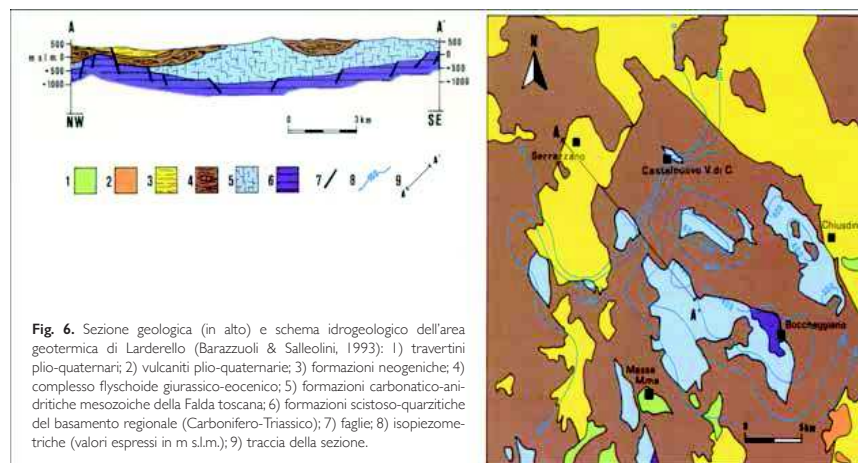 A A'
500 500
m s.l.m. 0 0
500
1000 1000
NW SE
0 3 km
1 2 3 4 5 6 7 8 9
Fig. 6. Sezione geologica (in alto) e schema idrogeologico dell'area
geotermica di Larderello (Barazzuoli & Salleolini, 1993): 1) travertini
plio-quaternari; 2) vulcaniti plio-quaternarie; 3) formazioni neogeniche; 4)
complesso flyschoide giurassico-eocenico; 5) formazioni carbonatico-ani-
dritiche mesozoiche della Falda toscana; 6) formazioni scistoso-quarzitiche
del basamento regionale (Carbonifero-Triassico); 7) faglie; 8) isopiezome-
triche (valori espressi in m s.l.m.); 9) traccia della sezione.
N
A
Serrazzano
Castelnuovo V. di C.
Chiusdin
A'
Boccheggiano
Massa
M.ma
0 5 km